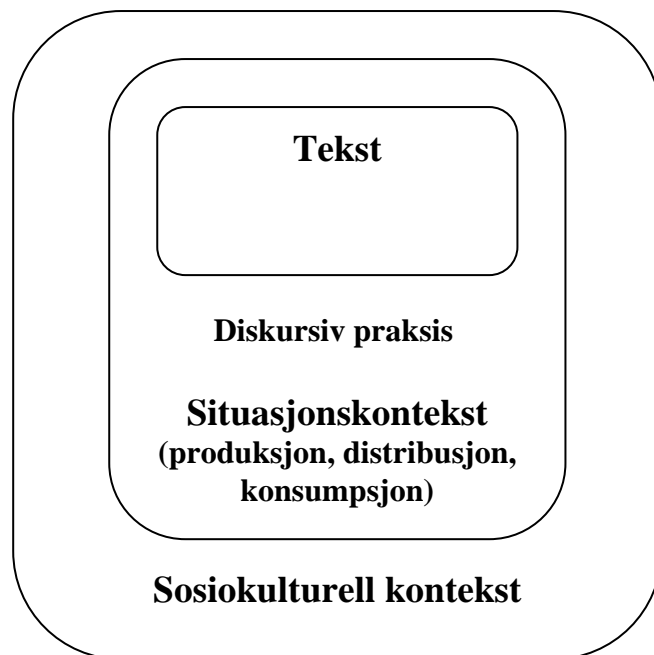 Tekst
Diskursiv praksis
Situasjonskontekst
(produksjon, distribusjon,
konsumpsjon)
Sosiokulturell kontekst